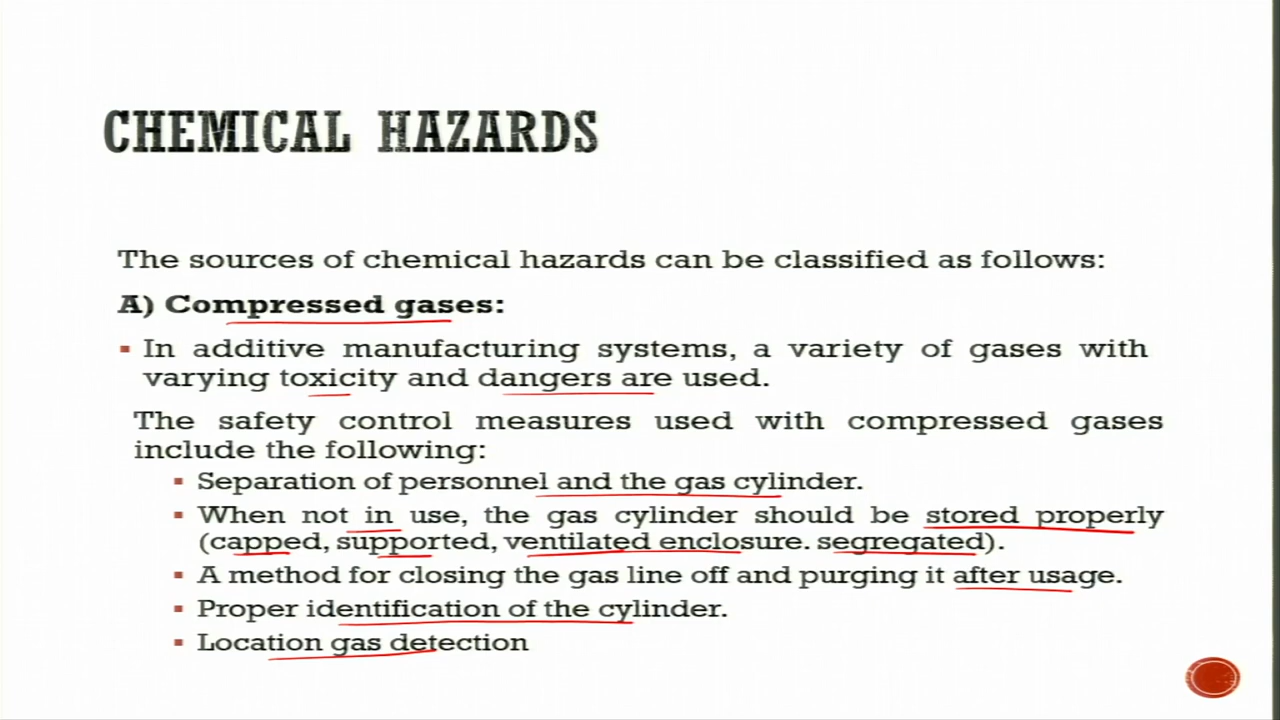 CHEMICAL HAZARDS
The sources of chemical hazards can be classified as follows:
A) Compressed gases:
▪ In additive manufacturing systems, a variety of gases with
varying toxicity and dangers are used.
The safety control measures used with compressed gases
include the following:
▪ Separation of personnel and the gas cylinder.
▪ When not in use, the gas cylinder should be stored properly
(capped, supported, ventilated enclosure. segregated).
▪ A method for closing the gas line off and purging it after usage.
▪ Proper identification of the cylinder.
▪ Location gas detection